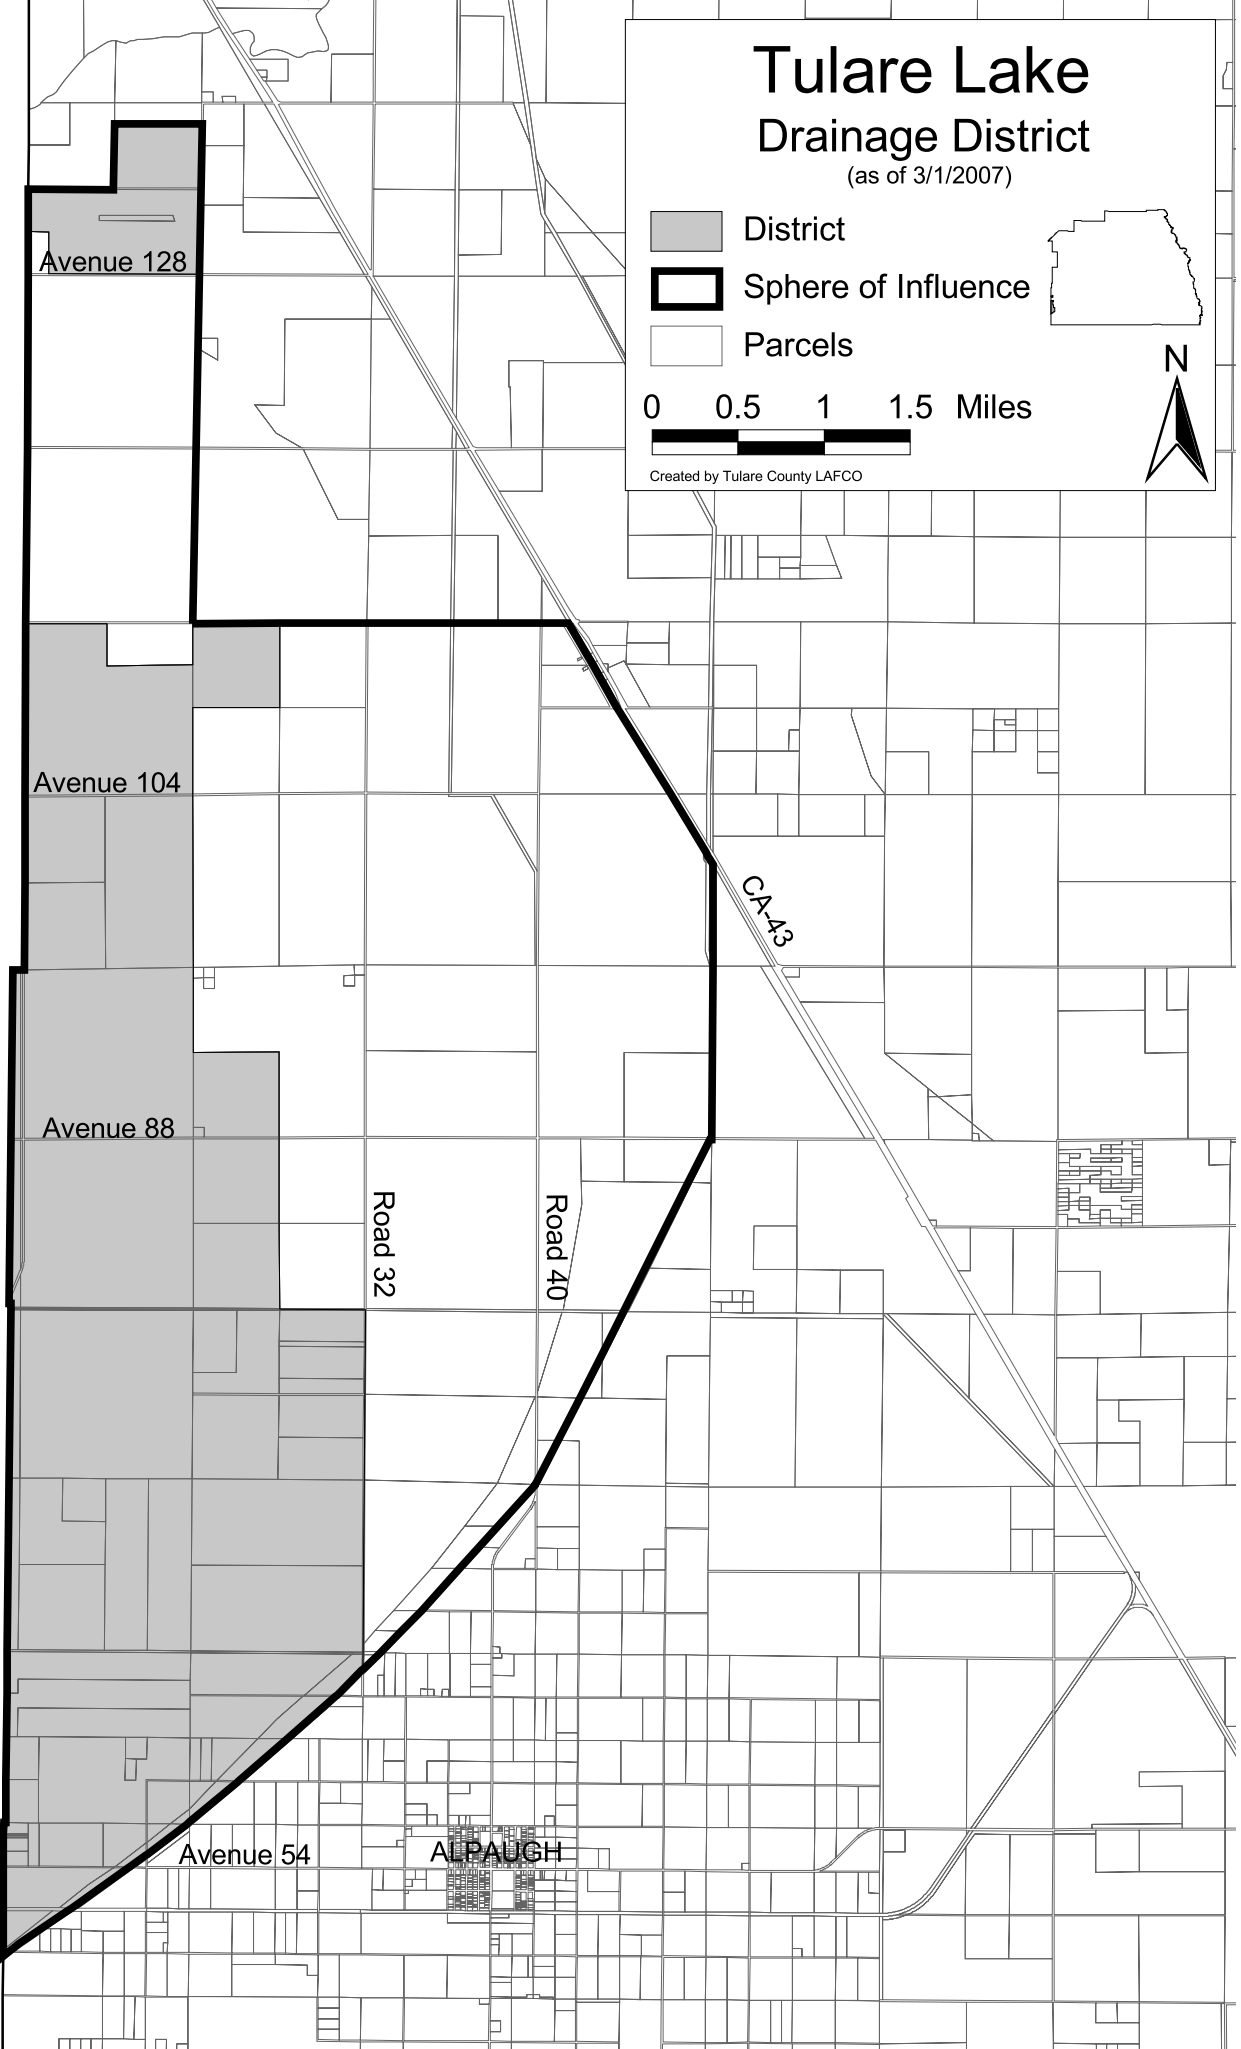 Tulare Lake
Drainage District
(as of 3/1/2007)
District
Sphere of Influence
Parcels
N
0 0.5 1 1.5 Miles
Created by Tulare County LAFCO
Avenue 128
Avenue 104
CA-43
Avenue 88
Road 32
Road 40
Avenue 54
ALPAUGH